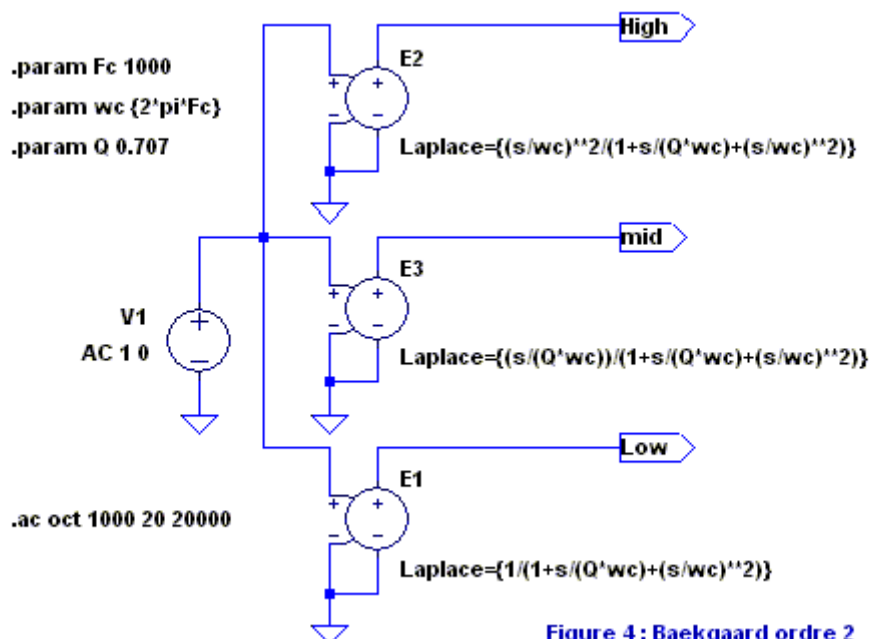 High
.param Fc 1000
E2
.param wc {2*pi*Fc}
.param Q 0.707
Laplace={(s/wc)**2/(1+s/(Q*wc)+(s/wc)**2)}
mid
E3
V1
AC 1 0
Laplace={(s/(Q*wc))/(1+s/(Q*wc)+(s/wc)**2)}
Low
E1
.ac oct 1000 20 20000
Laplace={1/(1+s/(Q*wc)+(s/wc)**2)}
Figure 4 : Baekgaard ordre 2